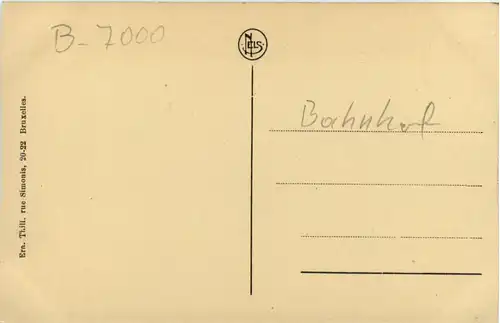 B-7000
NELS
Bahnhof
Ern. Thill, rue Simonis, 20-22 Bruxelles.